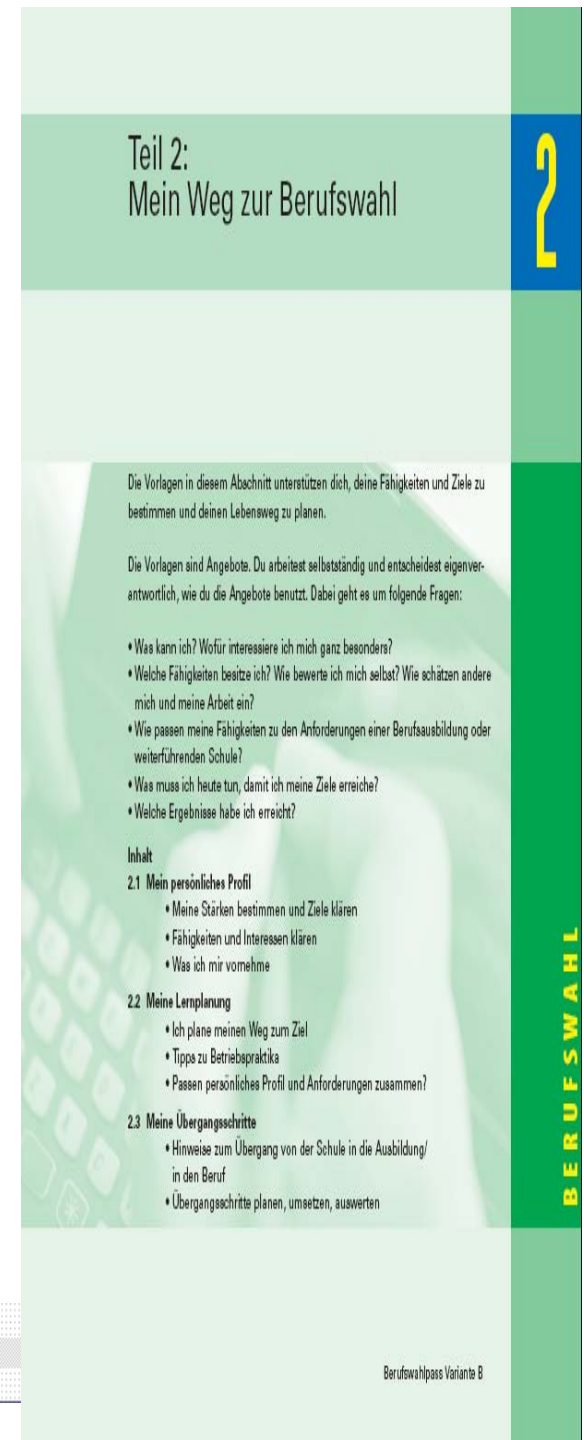 Teil 2:
Mein Weg zur Berufswahl
2
Die Vorlagen in diesem Abschnitt unterstützen dich, deine Fähigkeiten und Ziele zu
bestimmen und deinen Lebensweg zu planen.
Die Vorlagen sind Angebote. Du arbeitest selbstständig und entscheidest eigenver-
antwortlich, wie du die Angebote benutzt. Dabei geht es um folgende Fragen:
• Was kann ich? Wofür interessiere ich mich ganz besonders?
• Welche Fähigkeiten besitze ich? Wie bewerte ich mich selbst? Wie schätzen andere
mich und meine Arbeit ein?
• Wie passen meine Fähigkeiten zu den Anforderungen einer Berufsausbildung oder
weiterführenden Schule?
• Was muss ich heute tun, damit ich meine Ziele erreiche?
• Welche Ergebnisse habe ich erreicht?
Inhalt
2.1 Mein persönliches Profil
• Meine Stärken bestimmen und Ziele klären
• Fähigkeiten und Interessen klären
• Was ich mir vornehme
2.2 Meine Lernplanung
• Ich plane meinen Weg zum Ziel
• Tipps zu Betriebspraktika
• Passen persönliches Profil und Anforderungen zusammen?
2.3 Meine Übergangsschritte
• Hinweise zum Übergang von der Schule in die Ausbildung/
in den Beruf
• Übergangsschritte planen, umsetzen, auswerten
BERUFSWAHL
Berufswahlpass Variante B